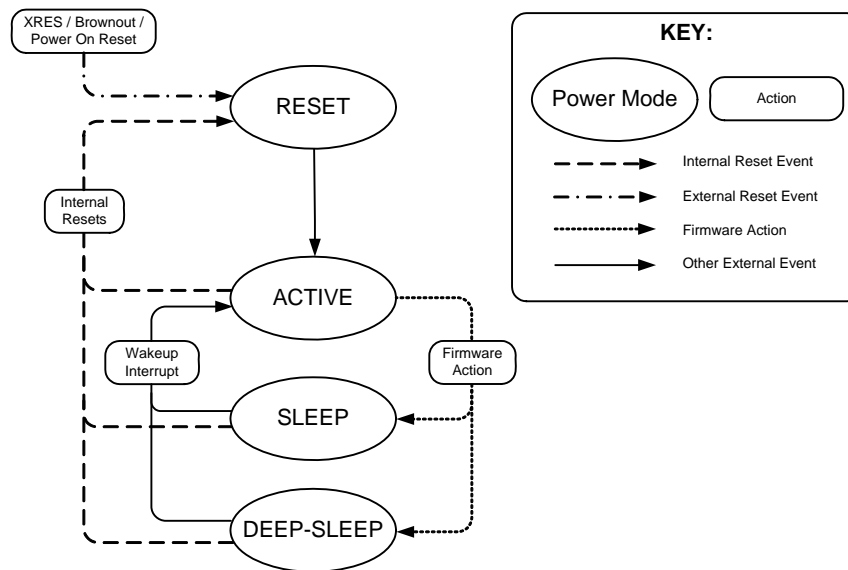 XRES / Brownout /
Power On Reset
KEY:
RESET
Power Mode
Action
Internal Reset Event
Internal
Resets
External Reset Event
Firmware Action
Other External Event
ACTIVE
Wakeup
Interrupt
Firmware
Action
SLEEP
DEEP-SLEEP